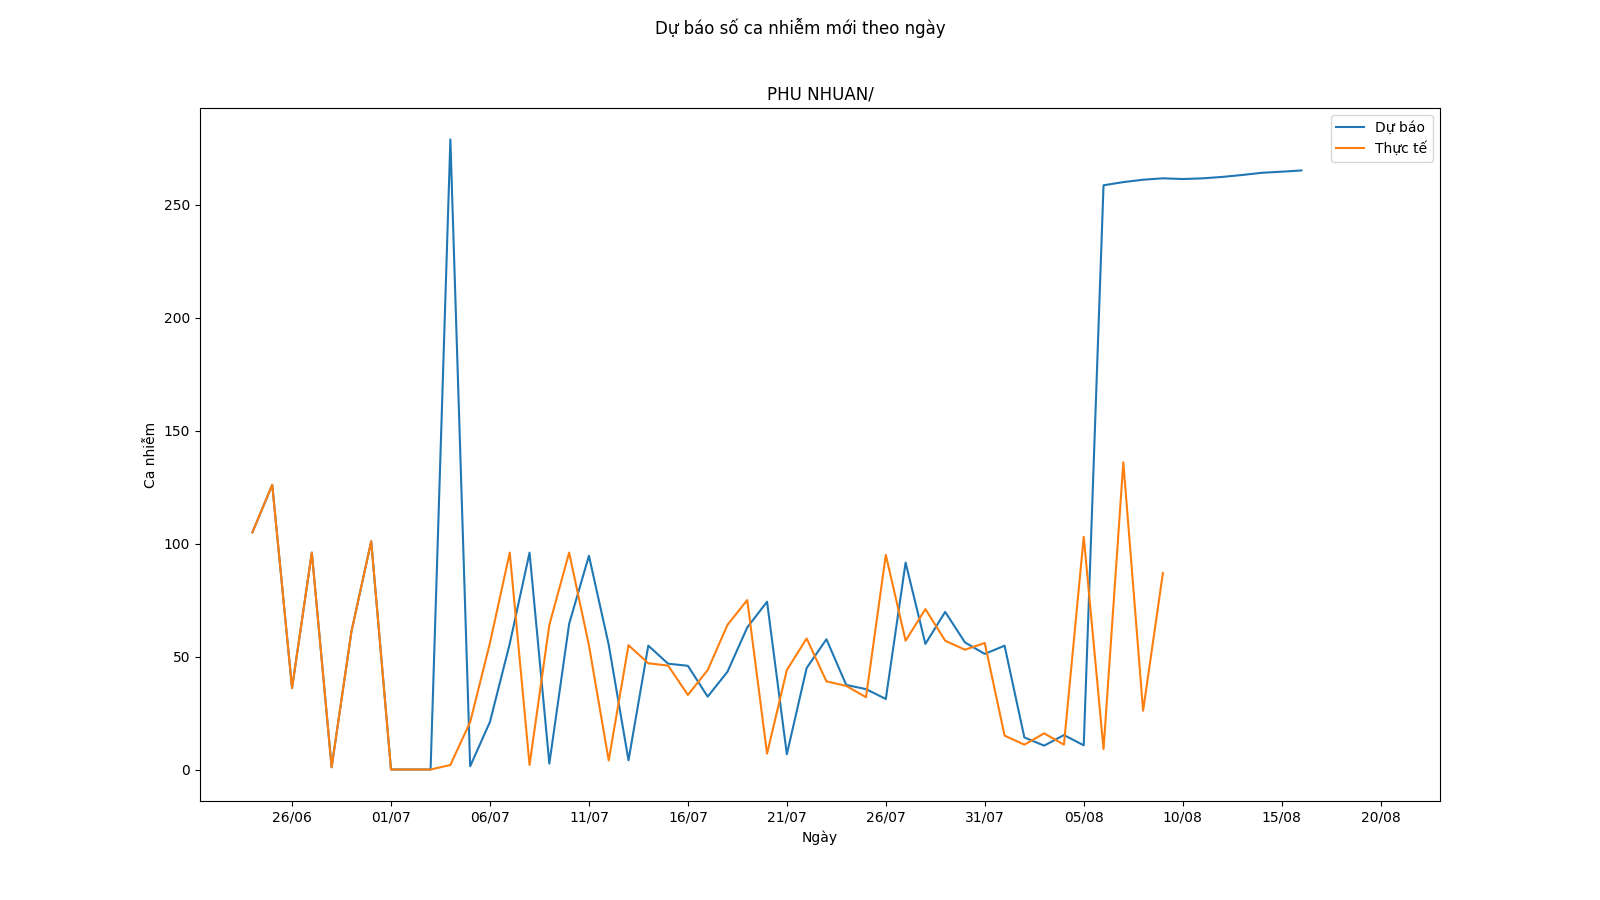 Dự báo số ca nhiễm mới theo ngày
PHU NHUAN/
Dự báo
Thực tế
250
200
150
100
50
0
Ca nhiễm
26/06 01/07 06/07 11/07 16/07 21/07 26/07 31/07 05/08 10/08 15/08 20/08
Ngày